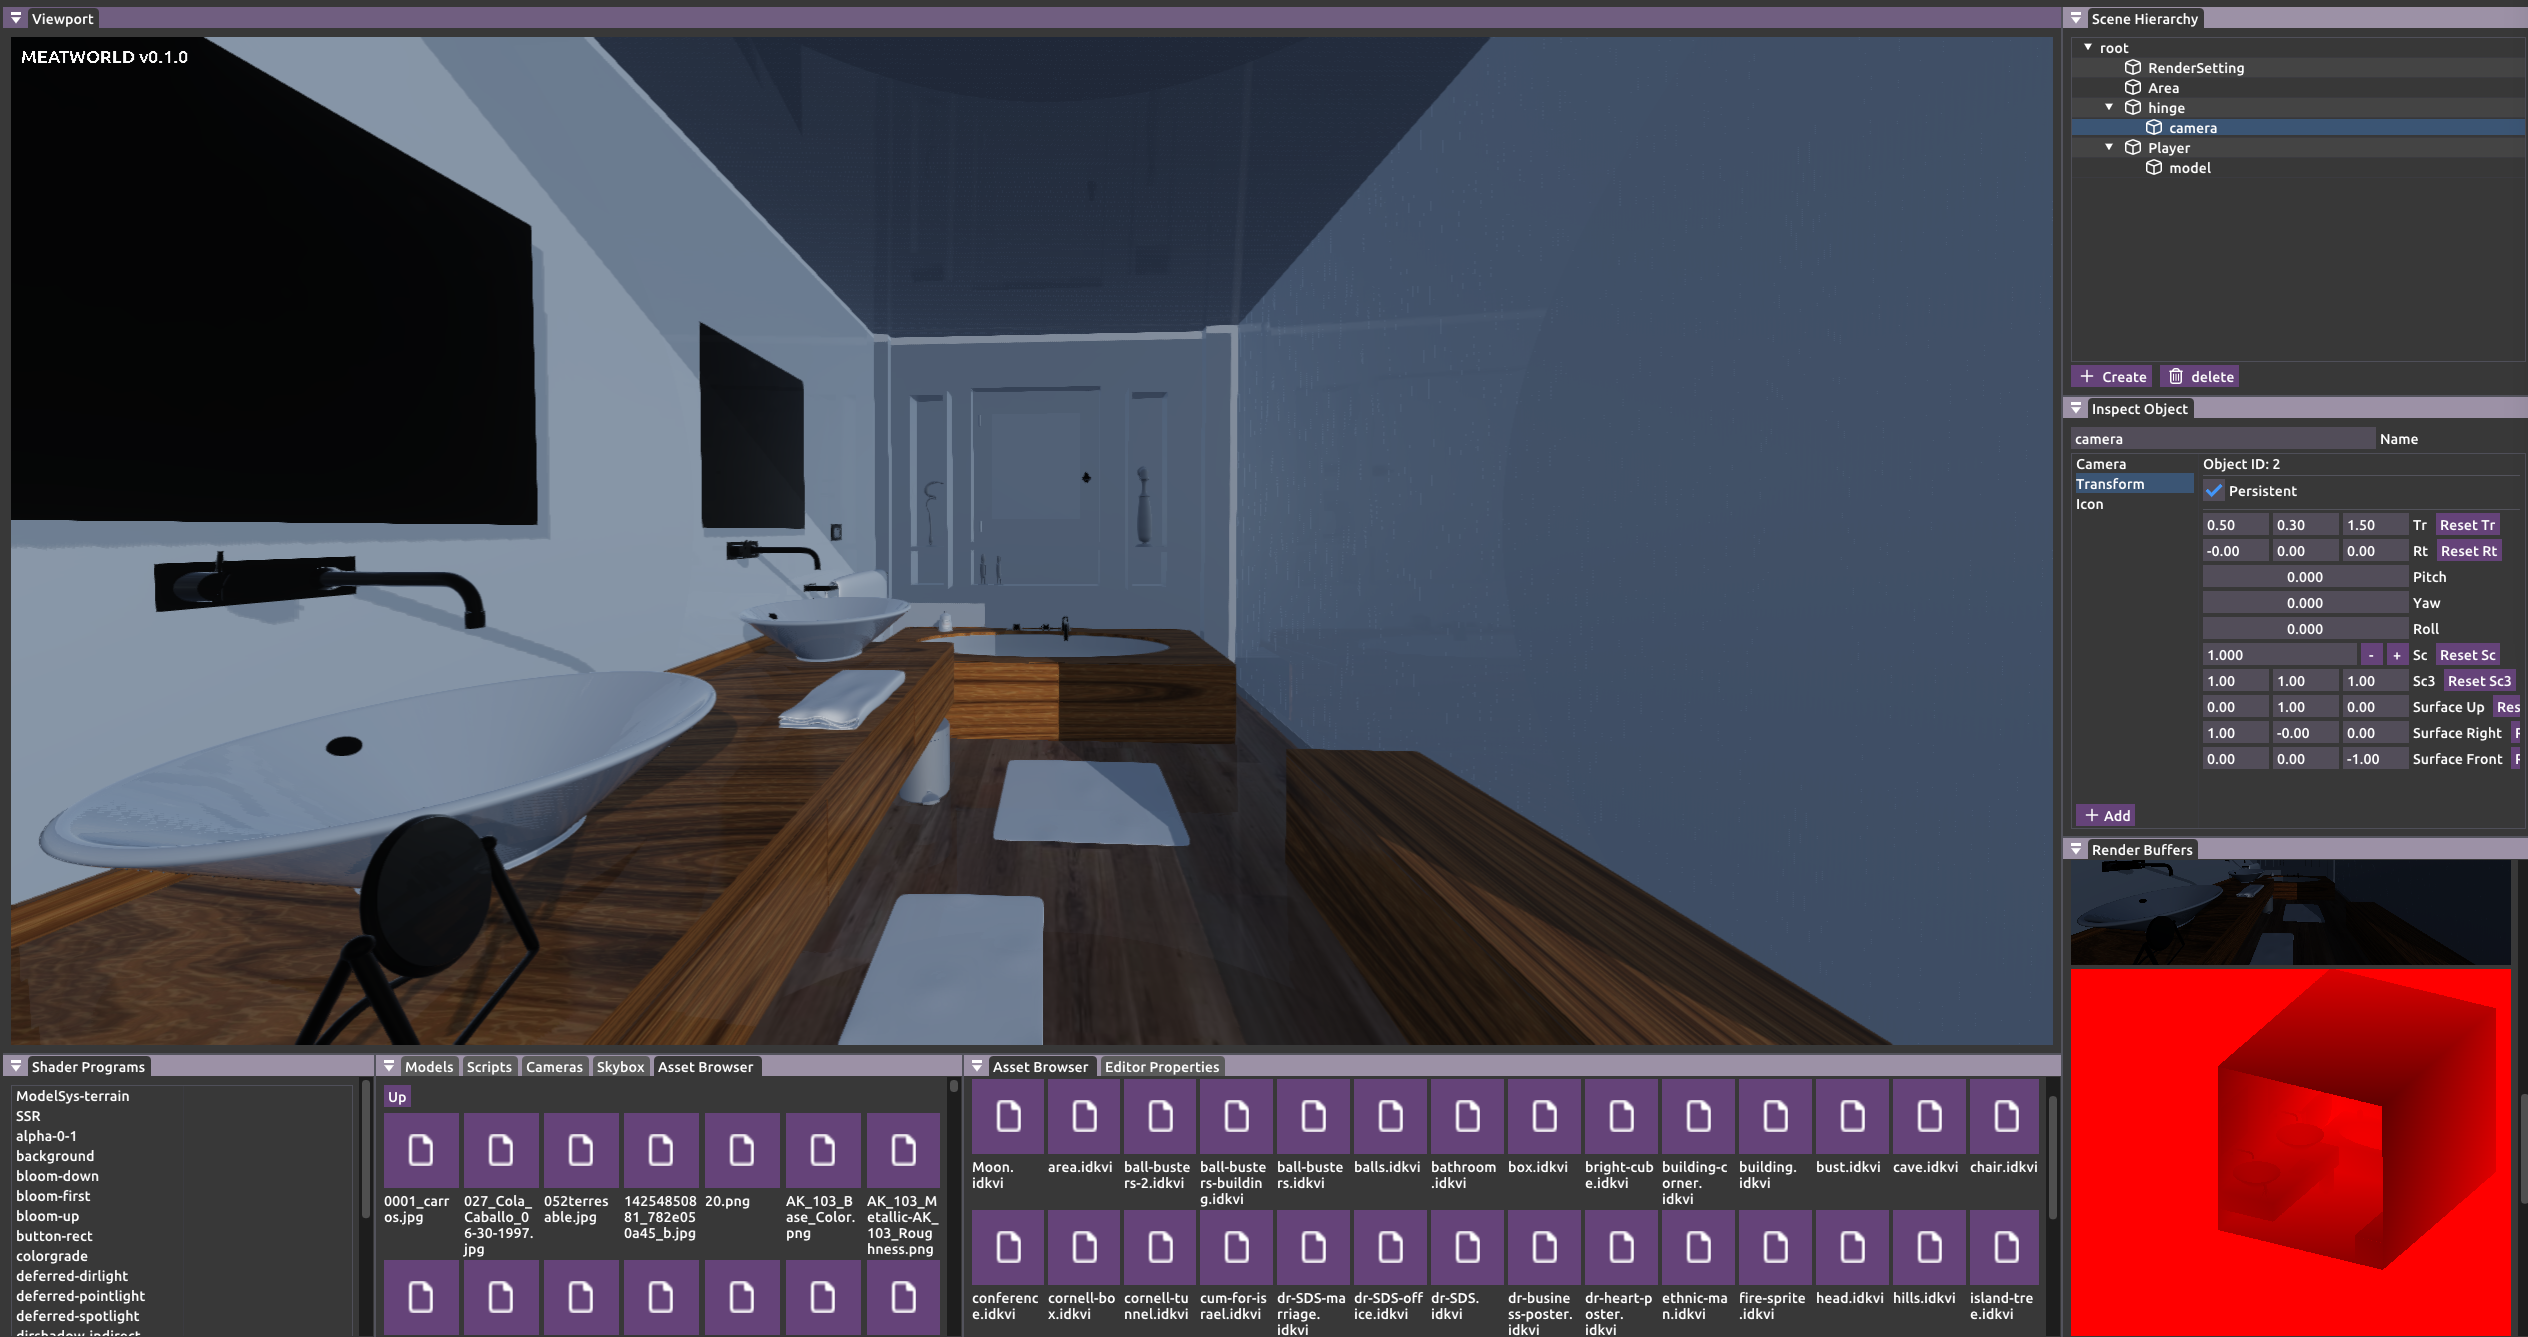 Viewport
MEATWORLD v0.1.0
Scene Hierarchy
root
RenderSetting
Area
hinge
camera
Player
model
Create
delete
Inspect Object
camera Name
Camera
Transform
Icon
Object ID: 2
Persistent
0.50 0.30 1.50 Tr Reset Tr
-0.00 0.00 0.00 Rt Reset Rt
0.000 Pitch
0.000 Yaw
0.000 Roll
1.000 - + Sc Reset Sc
1.00 1.00 1.00 Sc3 Reset Sc3
0.00 1.00 0.00 Surface Up Res
1.00 -0.00 0.00 Surface Right
0.00 0.00 -1.00 Surface Front
Add
Render Buffers
Shader Programs
ModelSys-terrain
SSR
alpha-0-1
background
bloom-down
bloom-first
bloom-up
button-rect
colorgrade
deferred-dirlight
deferred-pointlight
deferred-spotlight
dirshadow-indirect
Models Scripts Cameras Skybox Asset Browser
Up
0001_carr
os.jpg
027_Cola_
Caballo_0
6-30-1997.
jpg
052terres
able.jpg
142548508
81_782e05
0a45_b.jpg
20.png
AK_103_B
ase_Color.
png
AK_103_M
etallic-AK_
103_Roug
hness.png
Asset Browser Editor Properties
Moon.
idkvi
area.idkvi
ball-buste
rs-2.idkvi
ball-buste
rs-buildin
g.idkvi
ball-buste
rs.idkvi
balls.idkvi
bathroom
.idkvi
box.idkvi
bright-cub
e.idkvi
building-c
orner.
idkvi
building.
idkvi
bust.idkvi
cave.idkvi
chair.idkvi
conferenc
e.idkvi
cornell-bo
x.idkvi
cornell-tu
nnel.idkvi
cum-for-is
rael.idkvi
dr-SDS-ma
rriage.
idkvi
dr-SDS-off
ice.idkvi
dr-SDS.
idkvi
dr-busine
ss-poster.
idkvi
dr-heart-p
oster.
idkvi
ethnic-ma
n.idkvi
fire-sprite
.idkvi
head.idkvi
hills.idkvi
island-tre
e.idkvi